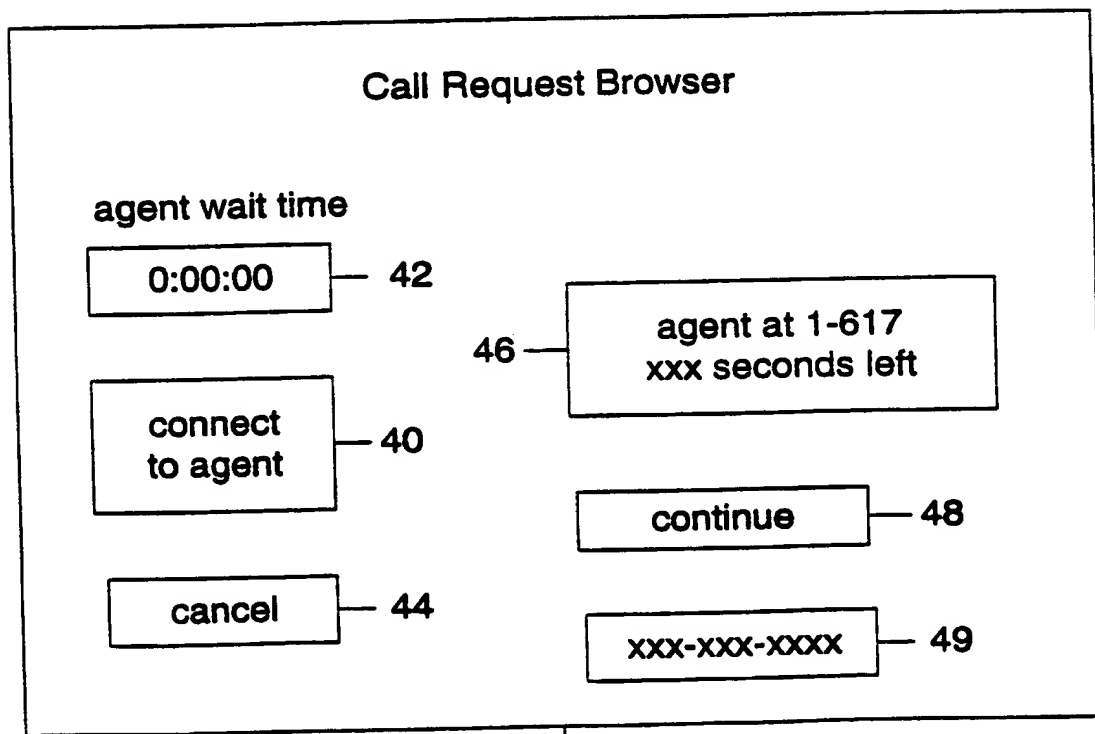 Call Request Browser
agent wait time
0:00:00
42
connect
to agent
40
cancel
44
46
agent at 1-617
xxx seconds left
continue
48
xxx-xxx-xxxx
49